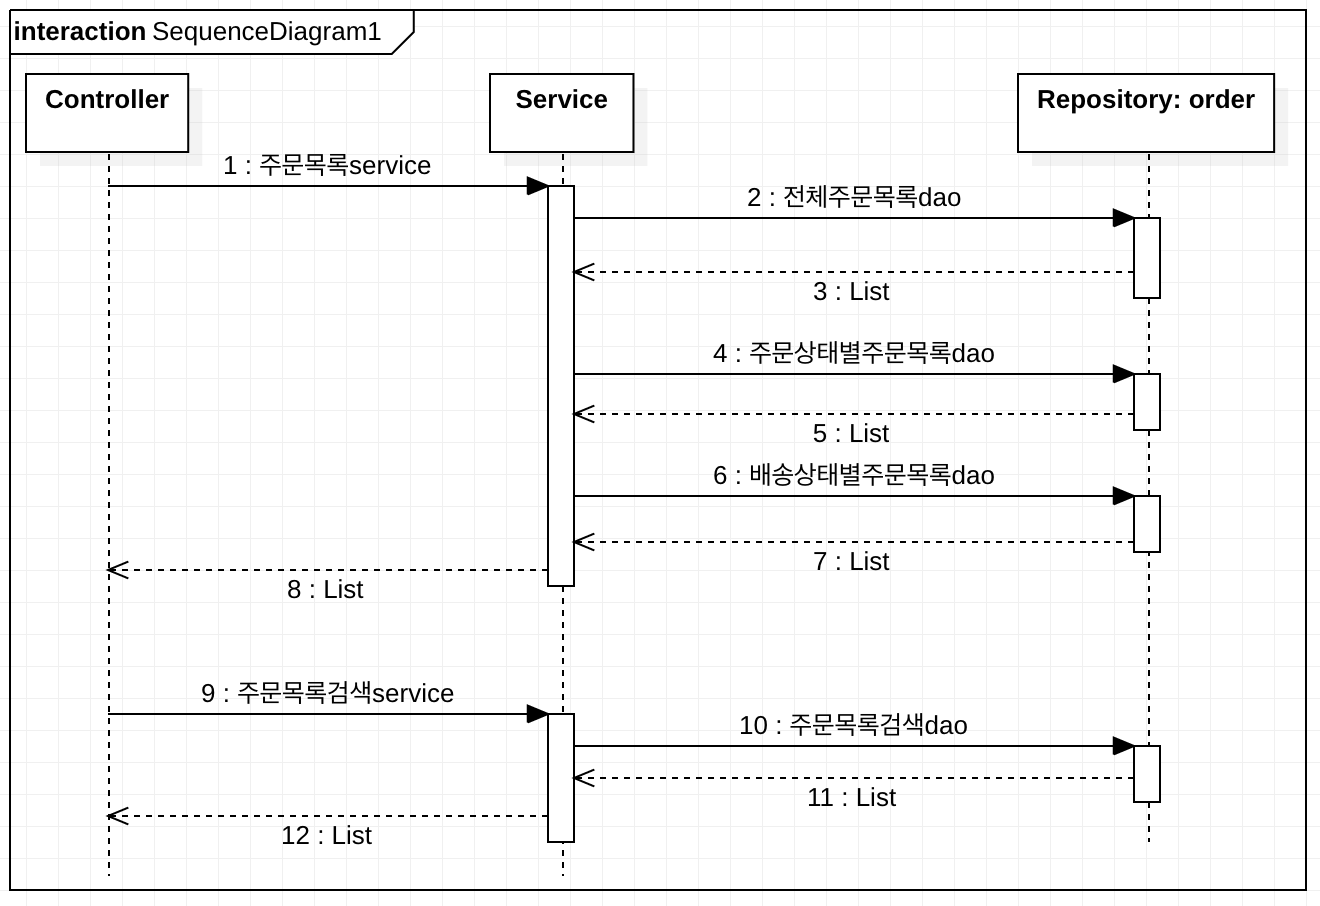 interaction SequenceDiagram1
Controller
Service
Repository: order
1 : 주문목록service
2 : 전체주문목록dao
3 : List
4 : 주문상태별주문목록dao
5 : List
6 : 배송상태별주문목록dao
7 : List
8 : List
9 : 주문목록검색service
10 : 주문목록검색dao
11 : List
12 : List